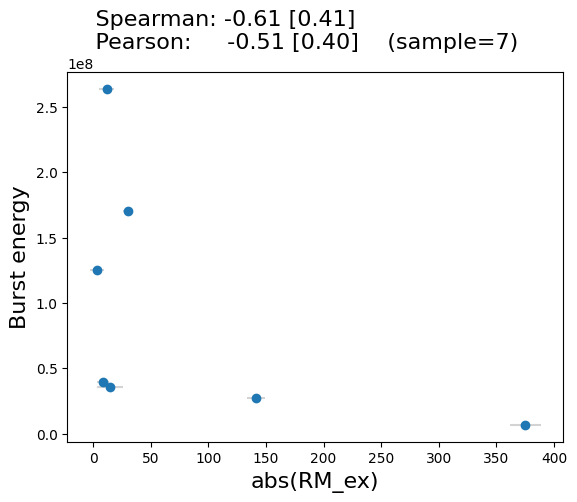 Spearman: -0.61 [0.41]
Pearson: -0.51 [0.40] (sample=7)
1e8
2.5
2.0
1.5
1.0
0.5
0.0
Burst energy
0 50 100 150 200 250 300 350 400
abs(RM_ex)